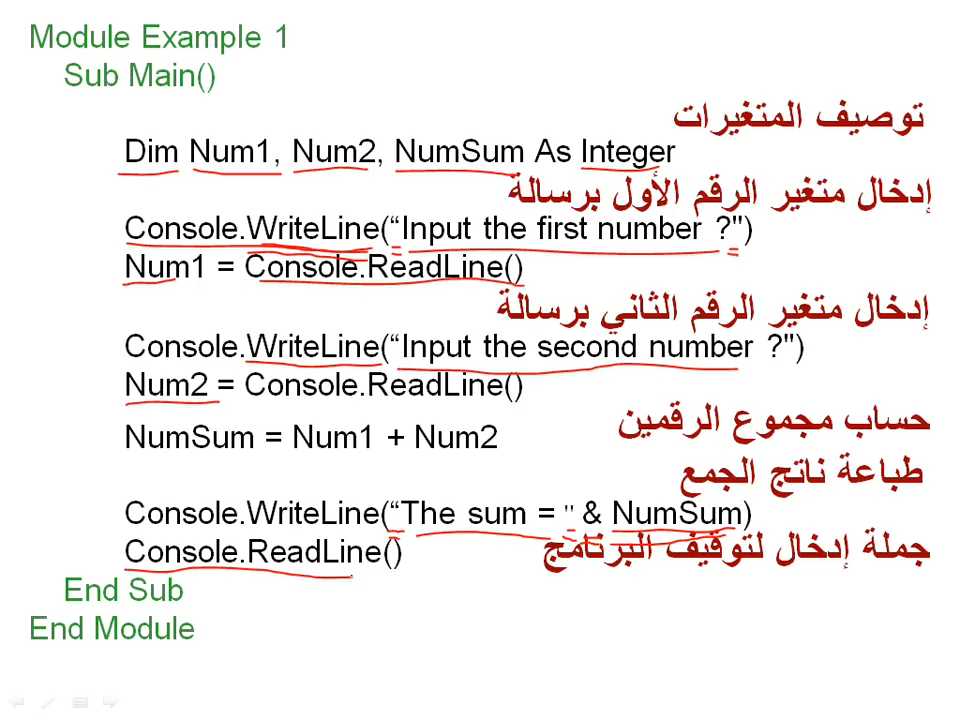 Module Example 1
Sub Main()
توصيف المتغيرات
Dim Num1, Num2, NumSum As Integer
إدخال متغير الرقم الأول برسالة
Console.WriteLine(“Input the first number ?")
Num1 = Console.ReadLine()
إدخال متغير الرقم الثاني برسالة
Console.WriteLine(“Input the second number ?")
Num2 = Console.ReadLine()
حساب مجموع الرقمين
NumSum = Num1 + Num2
طباعة ناتج الجمع
Console.WriteLine(“The sum = " & NumSum)
جملة إدخال لتوقيف البرنامج
Console.ReadLine()
End Sub
End Module